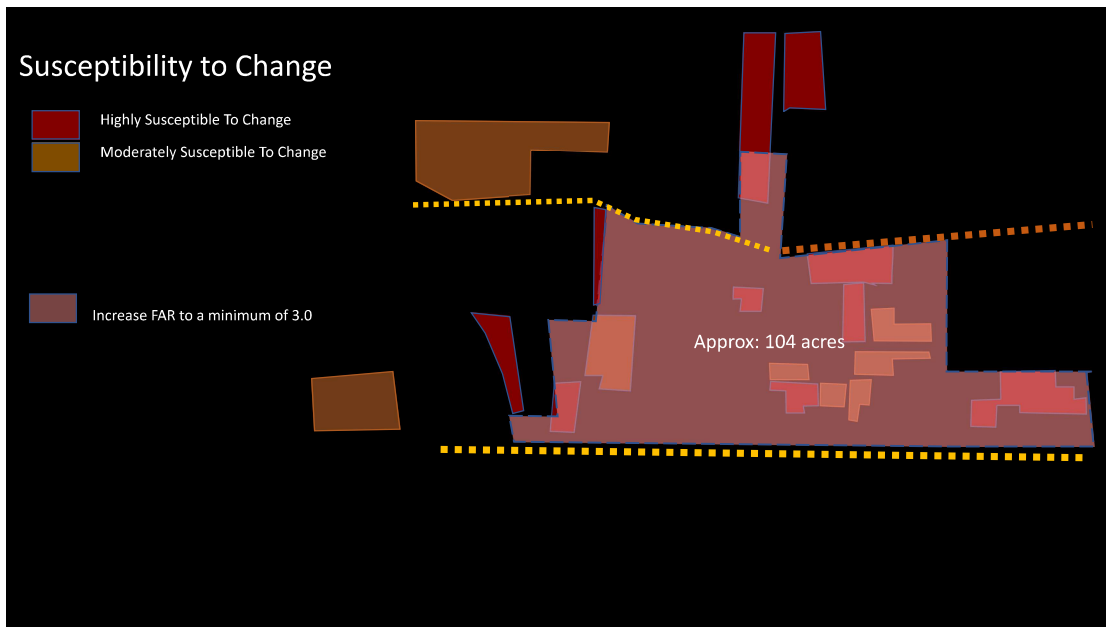 Susceptibility to Change
Highly Susceptible To Change
Moderately Susceptible To Change
Increase FAR to a minimum of 3.0
Approx: 104 acres